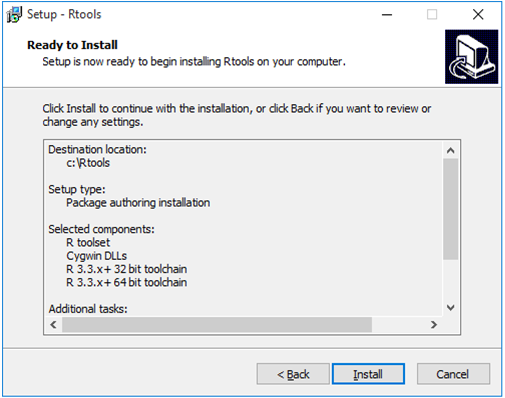 Setup - Rtools
Ready to Install
Setup is now ready to begin installing Rtools on your computer.
Click Install to continue with the installation, or click Back if you want to review or
change any settings.
Destination location:
c:\Rtools
Setup type:
Package authoring installation
Selected components:
R toolset
Cygwin DLLs
R 3.3.x+ 32 bit toolchain
R 3.3.x+ 64 bit toolchain
Additional tasks:
< Back
Install
Cancel